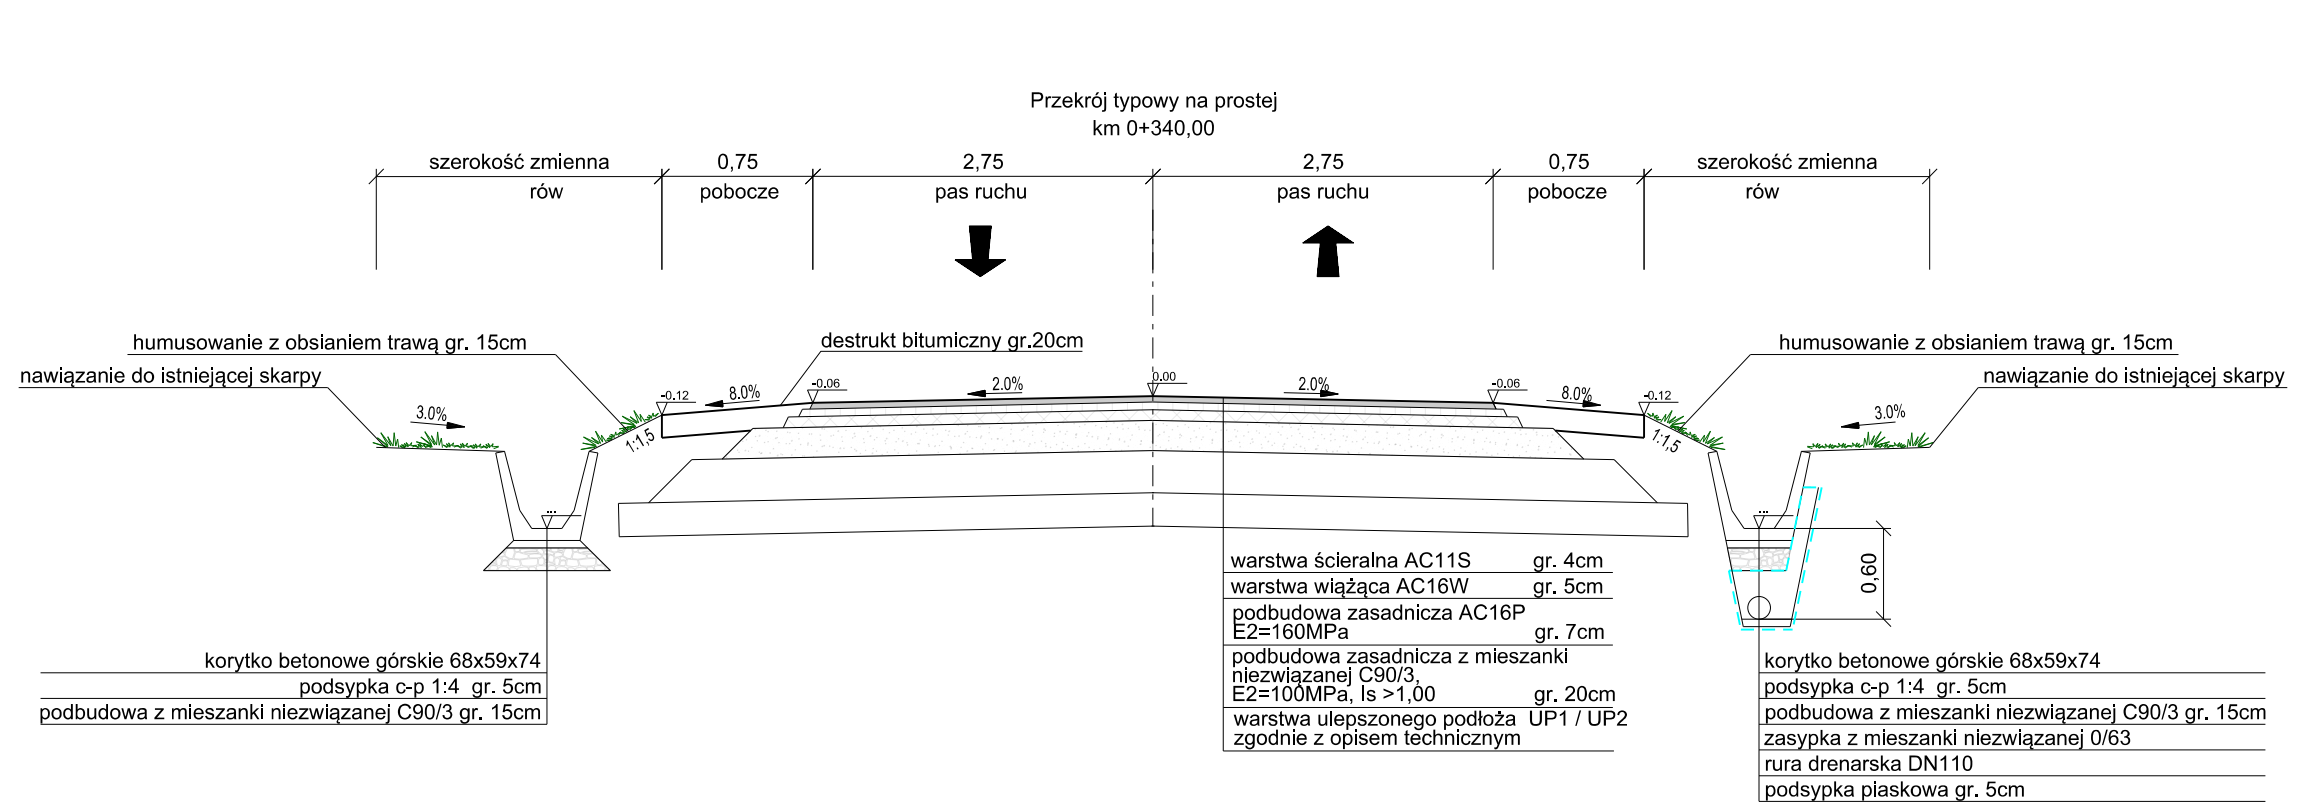 Przekrój typowy na prostej
km 0+340,00
szerokość zmienna
0,75
2,75
2,75
0,75
szerokość zmienna
rów
pobocze
pas ruchu
pas ruchu
pobocze
rów
humusowanie z obsianiem trawą gr. 15cm
destrukt bitumiczny gr.20cm
humusowanie z obsianiem trawą gr. 15cm
nawiązanie do istniejącej skarpy
nawiązanie do istniejącej skarpy
3.0%
-0.12
8.0%
-0.06
2.0%
0.00
2.0%
-0.06
8.0%
-0.12
3.0%
1:1,5
1:1,5
...
...
0,60
warstwa ścieralna AC11S gr. 4cm
warstwa wiążąca AC16W gr. 5cm
podbudowa zasadnicza AC16P
E2=160MPa gr. 7cm
podbudowa zasadnicza z mieszanki
niezwiązanej C90/3,
E2=100MPa, Is >1,00 gr. 20cm
warstwa ulepszonego podłoża UP1 / UP2
zgodnie z opisem technicznym
korytko betonowe górskie 68x59x74
podsypka c-p 1:4 gr. 5cm
podbudowa z mieszanki niezwiązanej C90/3 gr. 15cm
korytko betonowe górskie 68x59x74
podsypka c-p 1:4 gr. 5cm
podbudowa z mieszanki niezwiązanej C90/3 gr. 15cm
zasypka z mieszanki niezwiązanej 0/63
rura drenarska DN110
podsypka piaskowa gr. 5cm